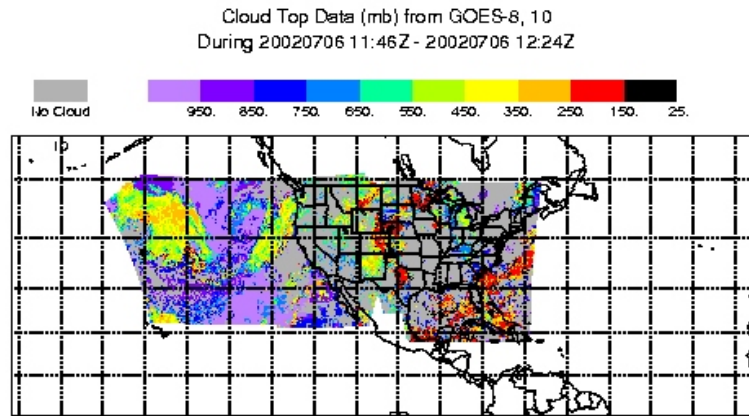 Cloud Top Data (mb) from GOES-8, 10
During 20020706 11:46Z - 20020706 12:24Z
No Cloud 950. 850. 750. 650. 550. 450. 350. 250. 150. 25.